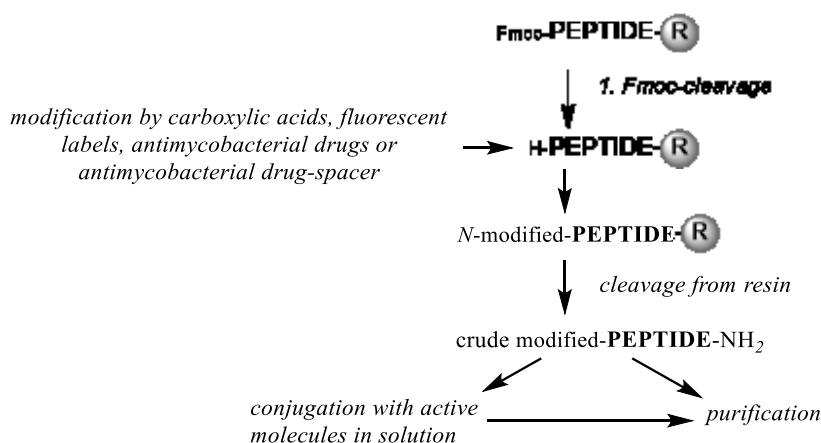 Fmoc-PEPTIDE-R
1. Fmoc-cleavage
modification by carboxylic acids, fluorescent
labels, antimycobacterial drugs or
antimycobacterial drug-spacer
H-PEPTIDE-R
N-modified-PEPTIDE-R
cleavage from resin
crude modified-PEPTIDE-NH2
conjugation with active
molecules in solution
purification